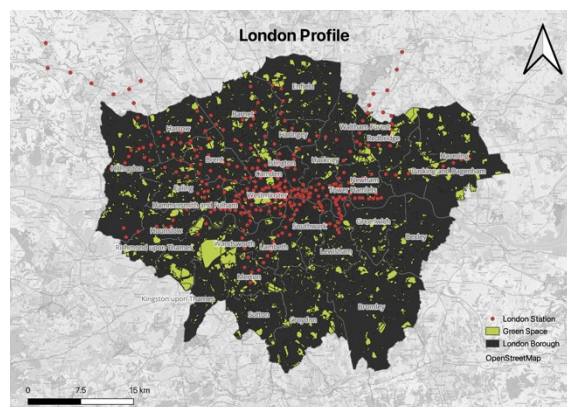 London Profile
Enfield
Barnet
Harrow
Haringey
Waltham Forest
Redbridge
Havering
Hillingdon
Brent
Islington
Hackney
Camden
Barking and Dagenham
Newham
Ealing
Westminster
Tower Hamlets
Hammersmith and Fulham
Hounslow
Southwark
Greenwich
Bexley
Richmond upon Thames
Wandsworth
Lambeth
Lewisham
Merton
Kingston upon Thames
Sutton
Croydon
Bromley
London Station
Green Space
London Borough
OpenStreetMap
0 7.5 15 km